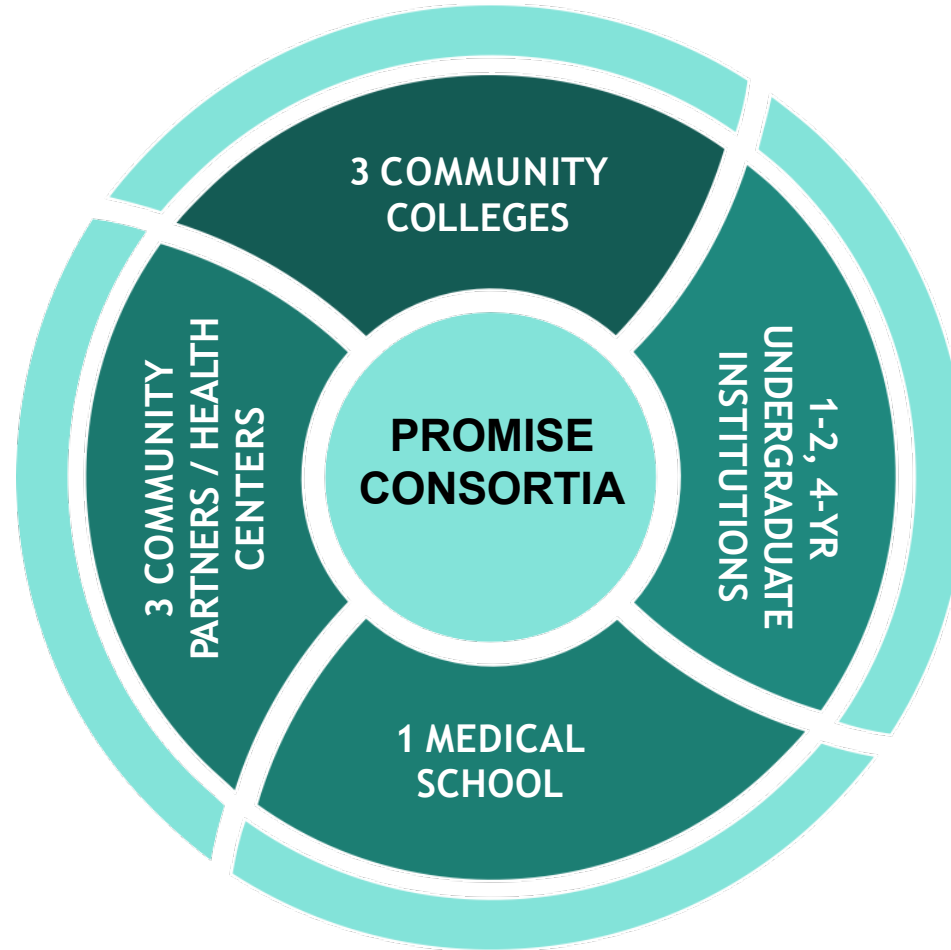 3 COMMUNITY
COLLEGES
1-2, 4-YR
UNDERGRADUATE
INSTITUTIONS
1 MEDICAL
SCHOOL
3 COMMUNITY
PARTNERS / HEALTH
CENTERS
PROMISE
CONSORTIA